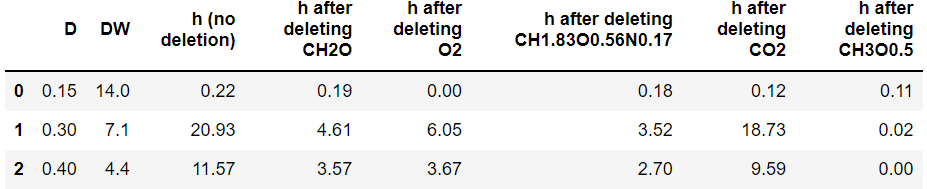 D DW h (no deletion) h after deleting CH2O h after deleting O2 h after deleting CH1.83O0.56N0.17 h after deleting CO2 h after deleting CH3O0.5
0 0.15 14.0 0.22 0.19 0.00 0.18 0.12 0.11
1 0.30 7.1 20.93 4.61 6.05 3.52 18.73 0.02
2 0.40 4.4 11.57 3.57 3.67 2.70 9.59 0.00